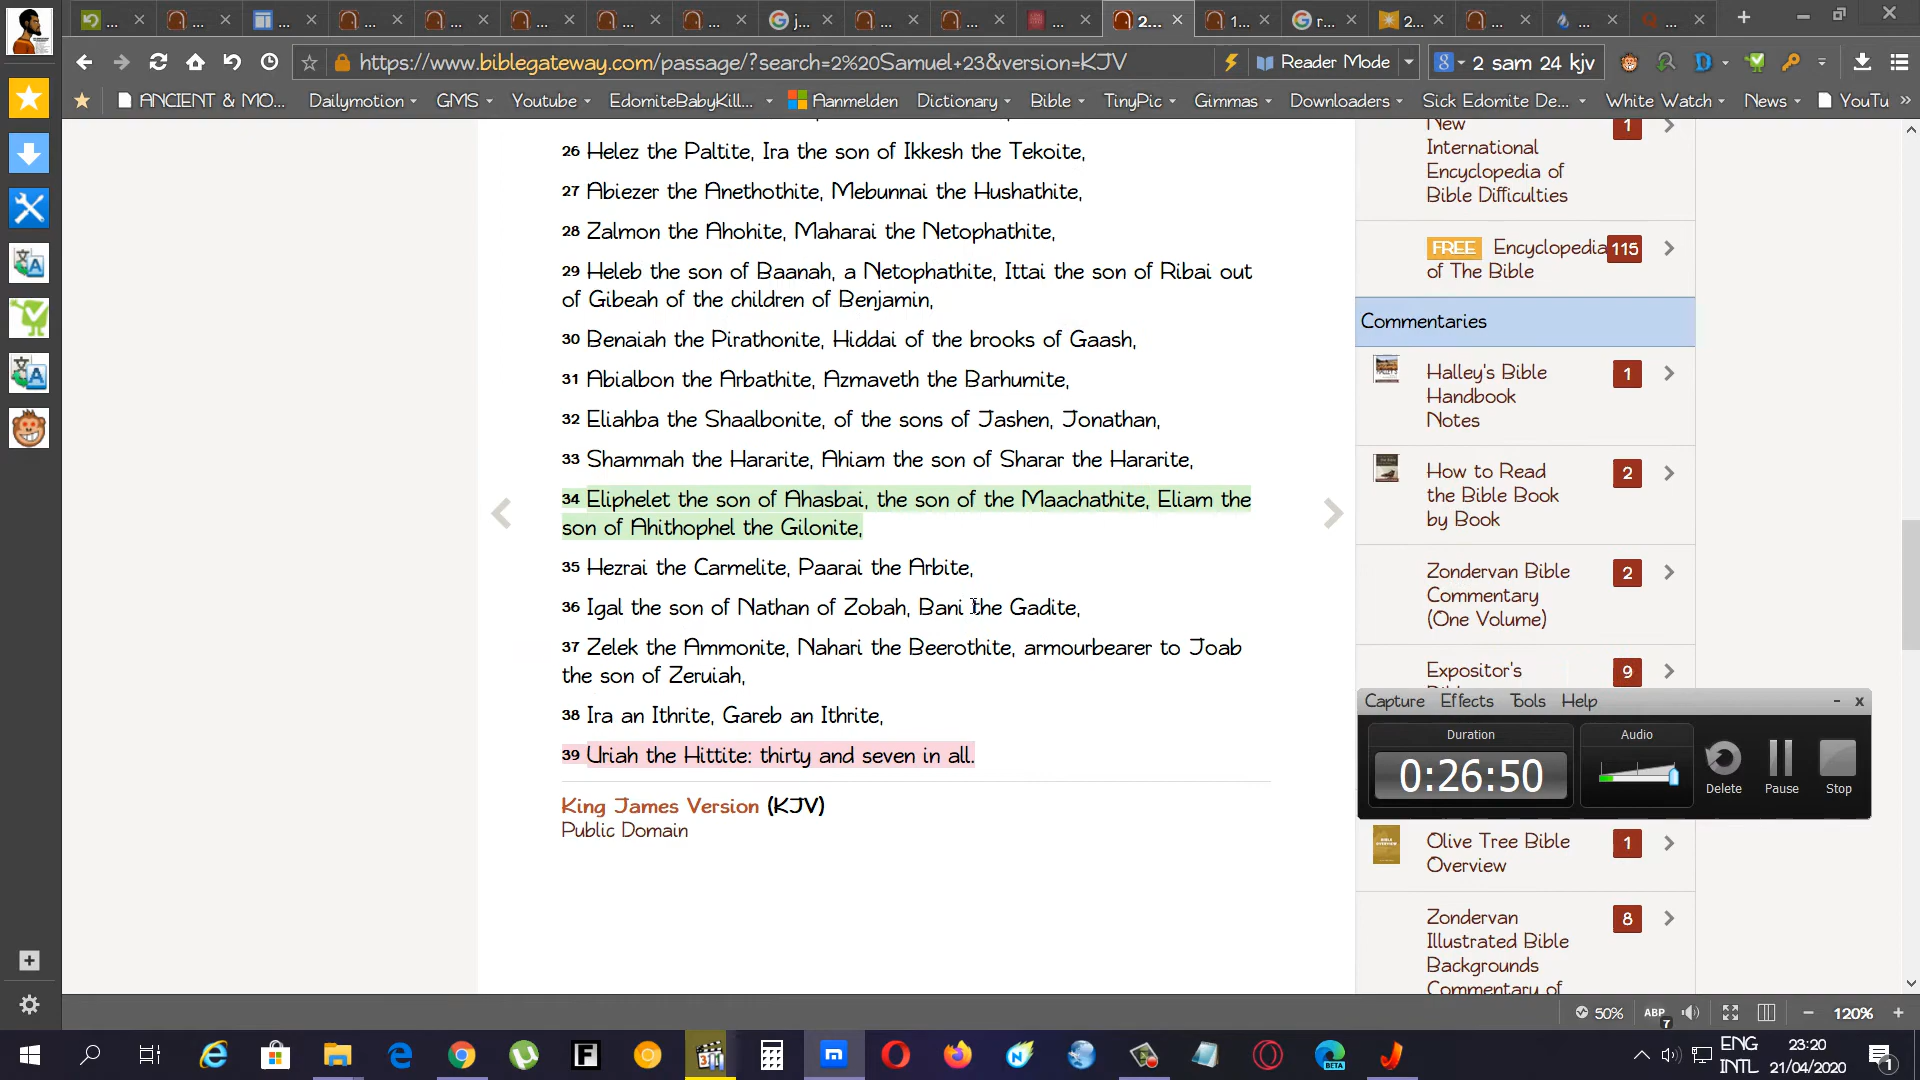 2...
1...
2...
https://www.biblegateway.com/passage/?search=2%20Samuel+23&version=KJV
Reader Mode
2 sam 24 kjv
ANCIENT & MO...
Dailymotion
GMS
Youtube
EdomiteBabyKill...
Aanmelden
Dictionary
Bible
TinyPic
Gimmas
Downloaders
Sick Edomite De...
White Watch
News
YouTu
26 Helez the Paltite, Ira the son of Ikkesh the Tekoite,
27 Abiezer the Anethothite, Mebunnai the Hushathite,
28 Zalmon the Ahohite, Maharai the Netophathite,
29 Heleb the son of Baanah, a Netophathite, Ittai the son of Ribai out
of Gibeah of the children of Benjamin,
30 Benaiah the Pirathonite, Hiddai of the brooks of Gaash,
31 Abialbon the Arbathite, Azmaveth the Barhumite,
32 Eliahba the Shaalbonite, of the sons of Jashen, Jonathan,
33 Shammah the Hararite, Ahiam the son of Sharar the Hararite,
34 Eliphelet the son of Ahasbai, the son of the Maachathite, Eliam the
son of Ahithophel the Gilonite,
35 Hezrai the Carmelite, Paarai the Arbite,
36 Igal the son of Nathan of Zobah, Bani the Gadite,
37 Zelek the Ammonite, Nahari the Beerothite, armourbearer to Joab
the son of Zeruiah,
38 Ira an Ithrite, Gareb an Ithrite,
39 Uriah the Hittite: thirty and seven in all.
King James Version (KJV)
Public Domain
New
International
Encyclopedia of
Bible Difficulties
1
FREE Encyclopedia
of The Bible
115
Commentaries
Halley's Bible
Handbook
Notes
1
How to Read
the Bible Book
by Book
2
Zondervan Bible
Commentary
(One Volume)
2
Expositor's
9
Capture Effects Tools Help
Duration
0:26:50
Audio
Delete
Pause
Stop
Olive Tree Bible
Overview
1
Zondervan
Illustrated Bible
Backgrounds
Commentary of
8
50%
ABP
7
120%
ENG
INTL
23:20
21/04/2020
1